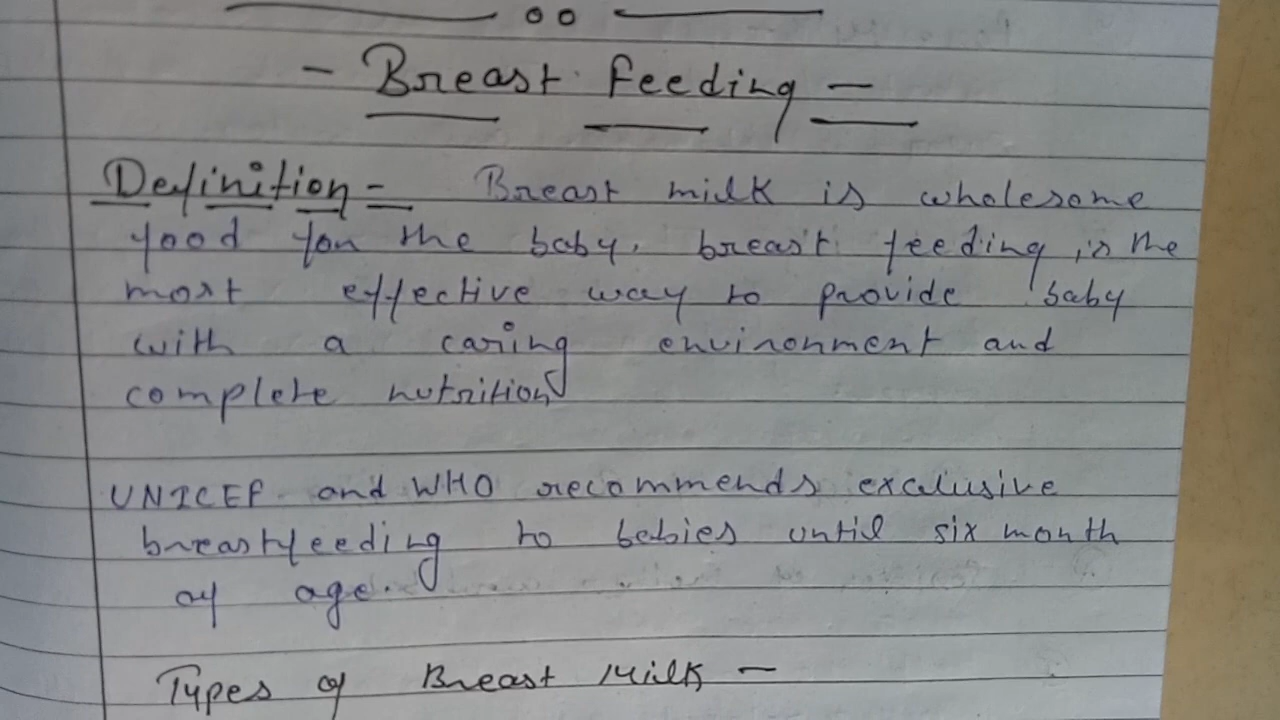 - Breast feeding -
Definition - Breast milk is wholesome
food for the baby. breast feeding is the
most effective way to provide baby
with a caring environment and
complete nutrition
UNICEF and WHO recommends exclusive
breastfeeding to babies until six month
of age.
Types of Breast Milk -